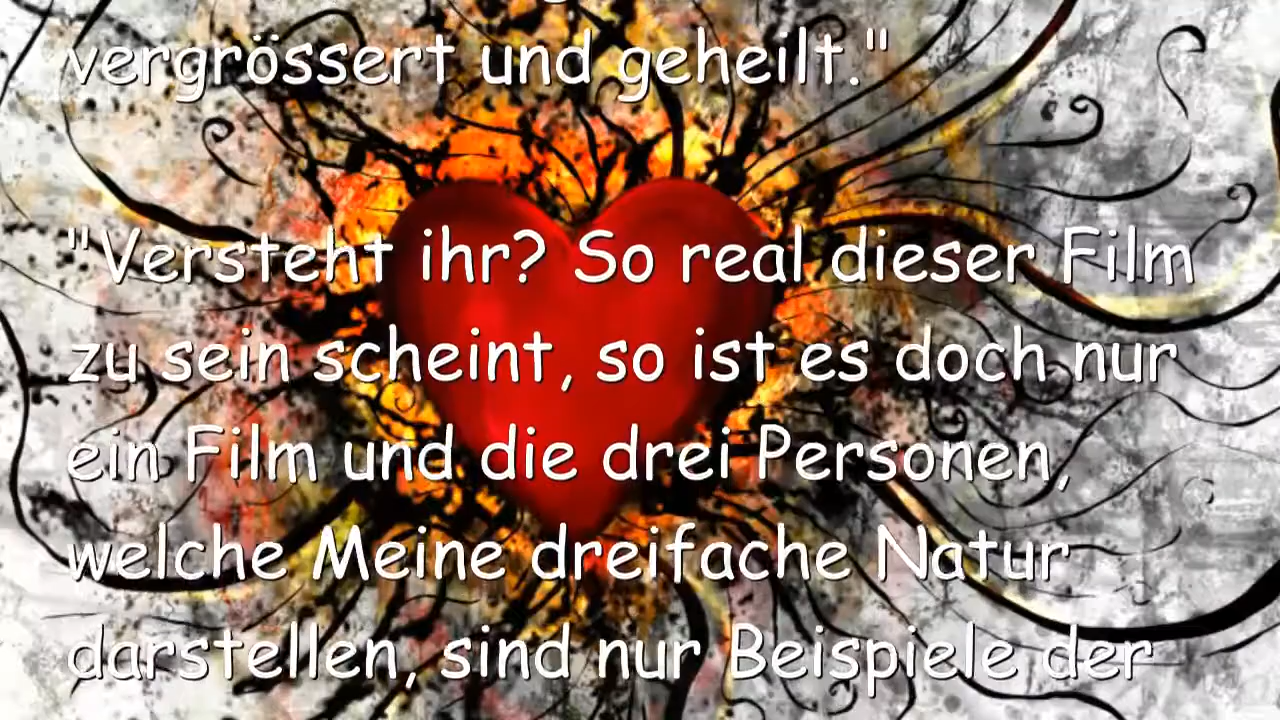 vergrössert und geheilt."
"Versteht ihr? So real dieser Film
zu sein scheint, so ist es doch nur
ein Film und die drei Personen,
welche Meine dreifache Natur
darstellen, sind nur Beispiele der